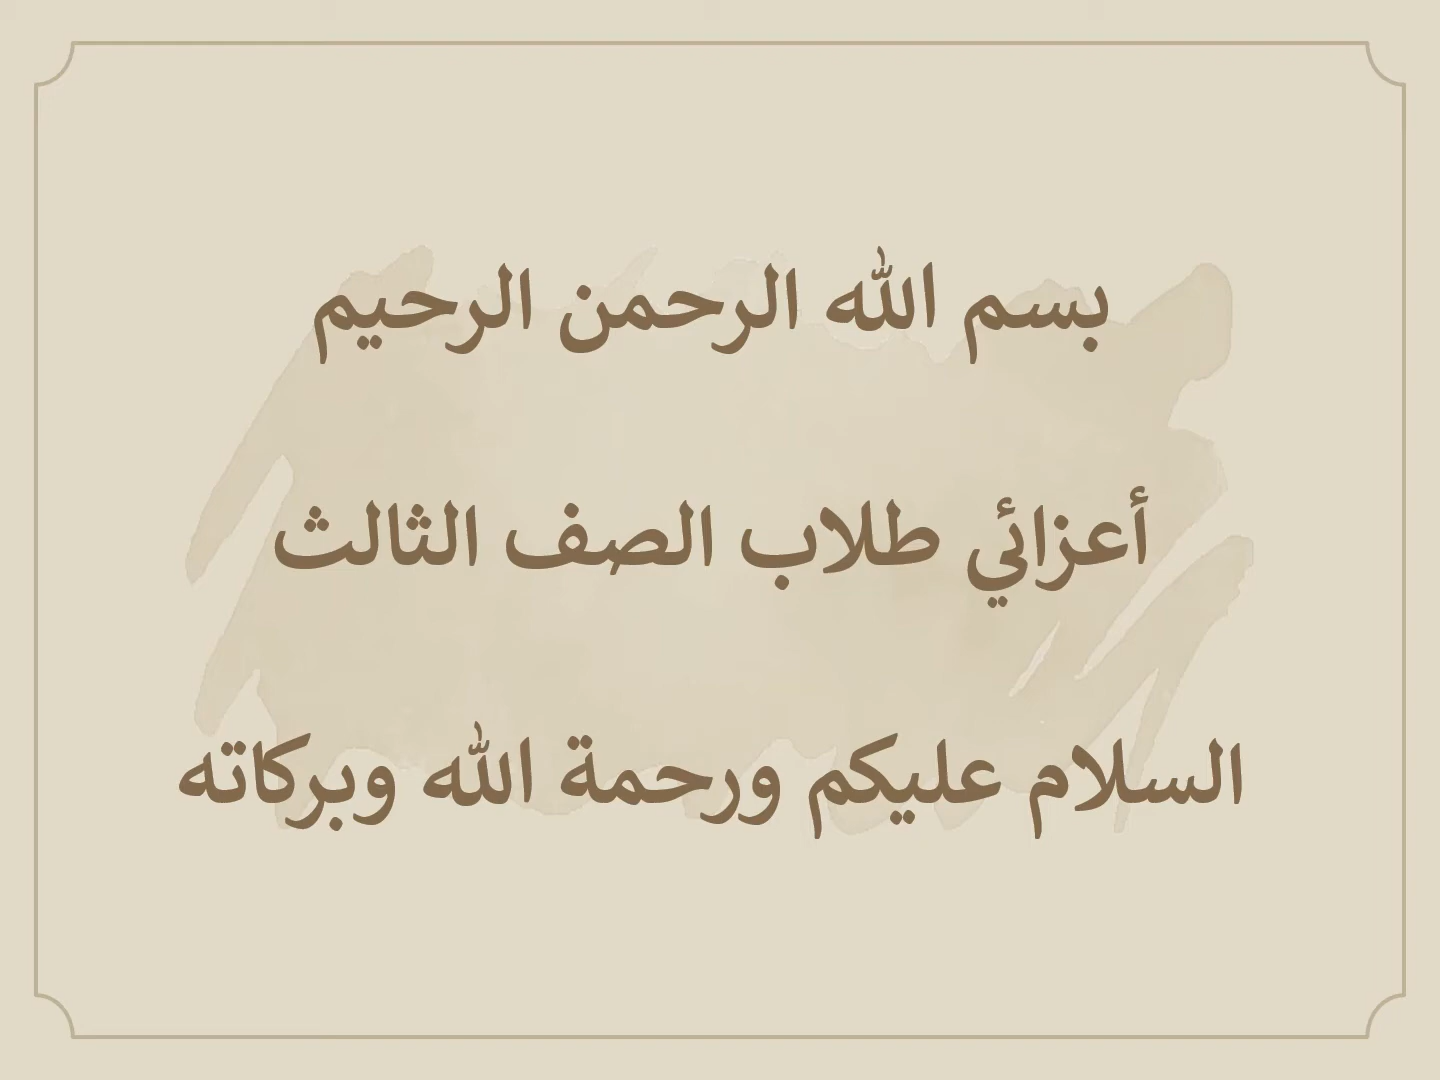 بسم الله الرحمن الرحيم
أعزائي طلاب الصف الثالث
السلام عليكم ورحمة الله وبركاته